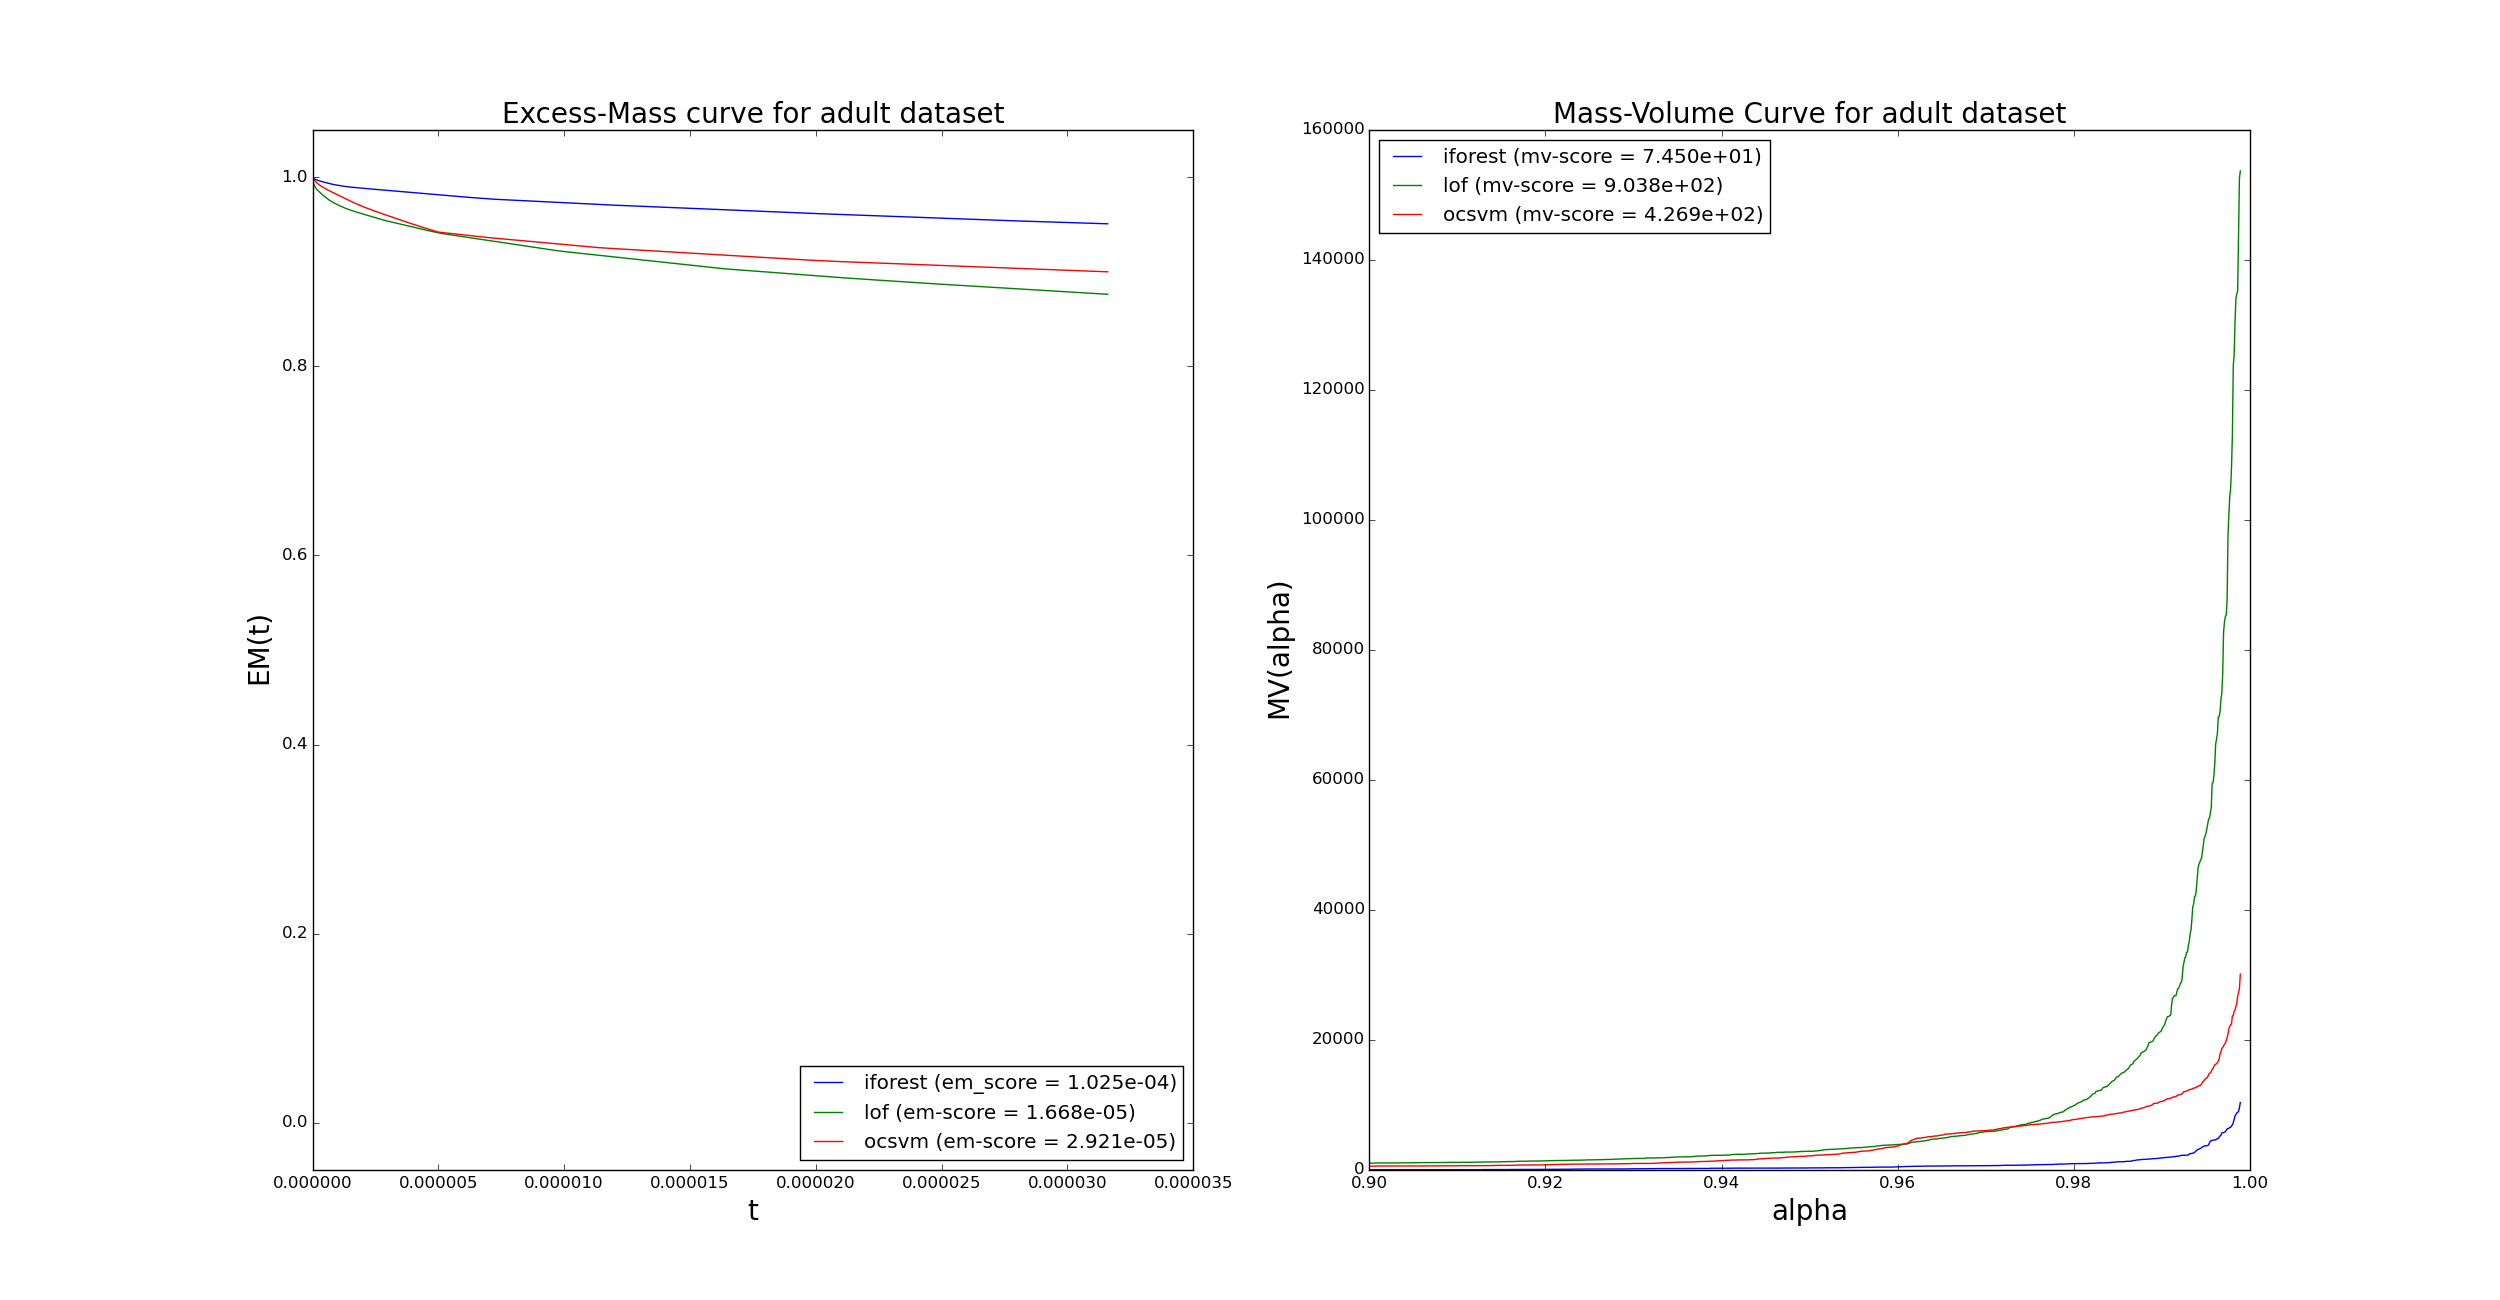 Excess-Mass curve for adult dataset
1.0
0.8
0.6
0.4
0.2
0.0
EM(t)
iforest (em_score = 1.025e-04)
lof (em-score = 1.668e-05)
ocsvm (em-score = 2.921e-05)
0.000000 0.000005 0.000010 0.000015 0.000020 0.000025 0.000030 0.000035
t
Mass-Volume Curve for adult dataset
160000
140000
120000
100000
80000
60000
40000
20000
0
MV(alpha)
iforest (mv-score = 7.450e+01)
lof (mv-score = 9.038e+02)
ocsvm (mv-score = 4.269e+02)
0.90 0.92 0.94 0.96 0.98 1.00
alpha